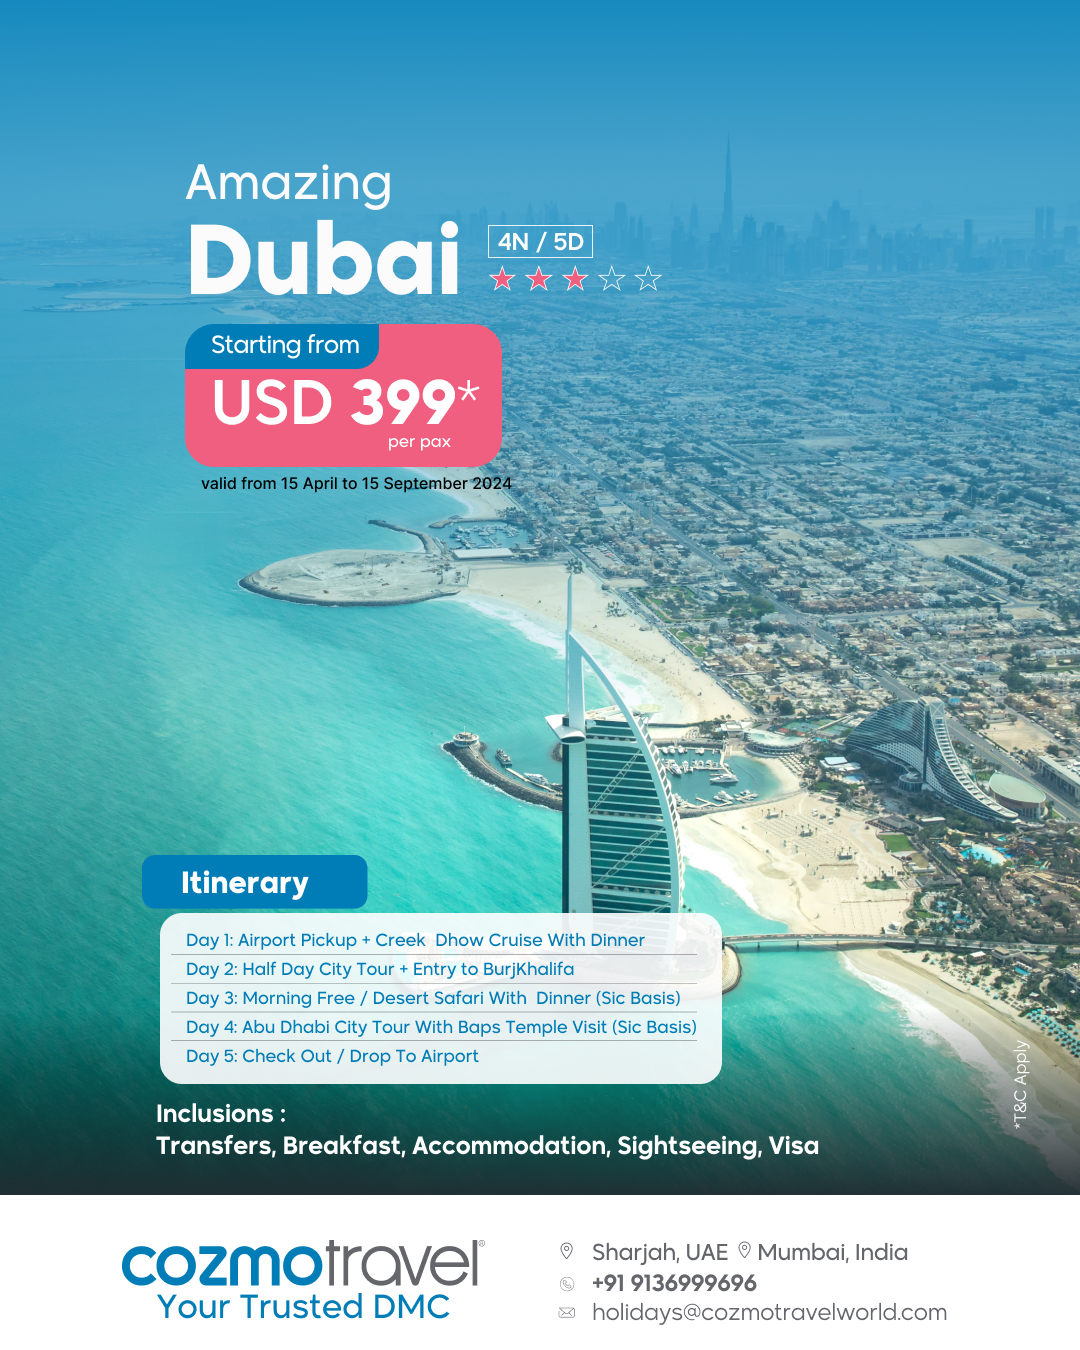 Amazing
Dubai
4N / 5D
Starting from
USD 399*
per pax
valid from 15 April to 15 September 2024
Itinerary
Day 1: Airport Pickup + Creek  Dhow Cruise With Dinner
Day 2: Half Day City Tour + Entry to BurjKhalifa
Day 3: Morning Free / Desert Safari With  Dinner (Sic Basis)
Day 4: Abu Dhabi City Tour With Baps Temple Visit (Sic Basis)
Day 5: Check Out / Drop To Airport
*T&C Apply
Inclusions :
Transfers, Breakfast, Accommodation, Sightseeing, Visa
cozmotravel®
Your Trusted DMC
Sharjah, UAE Mumbai, India
+91 9136999696
holidays@cozmotravelworld.com